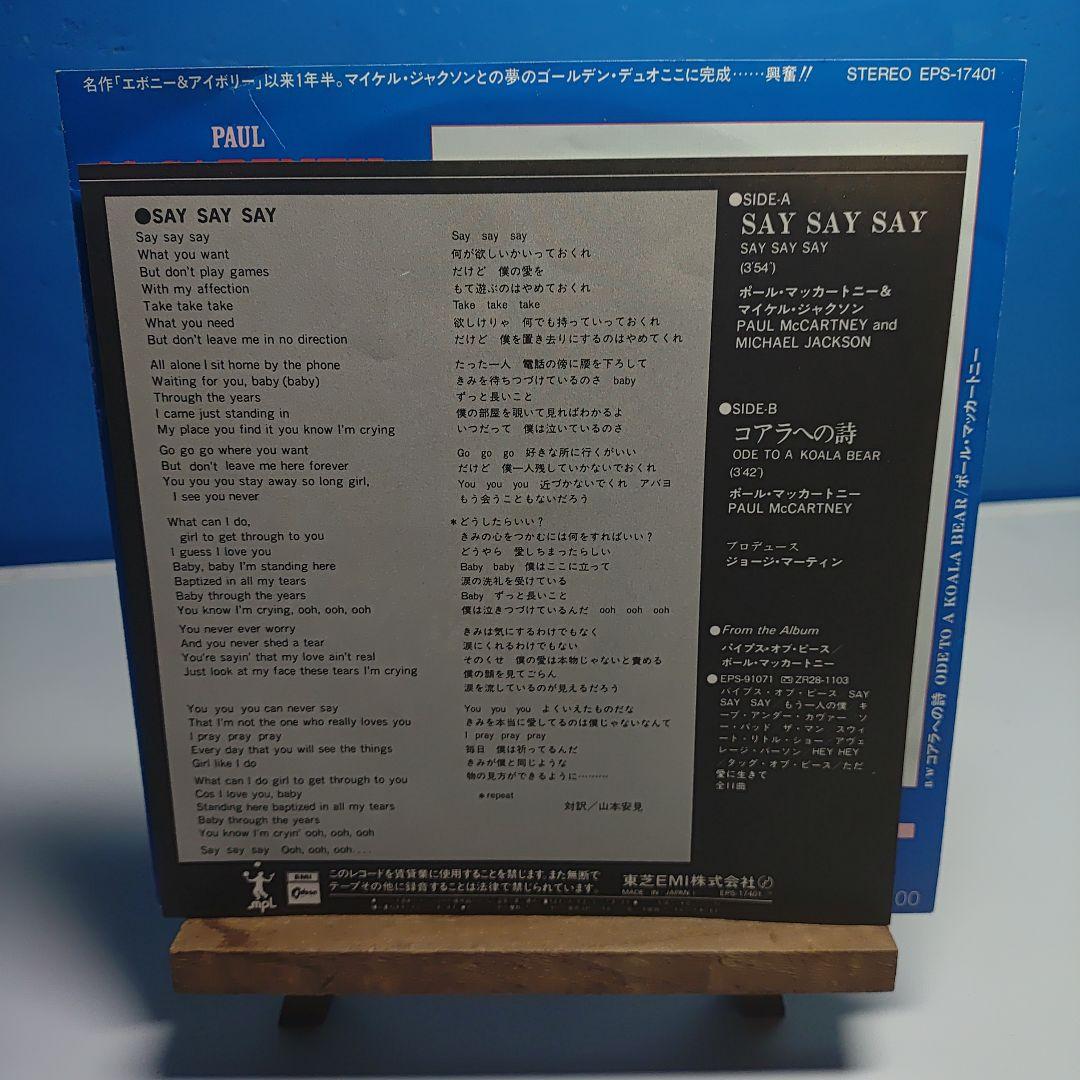 名作「エボニー&アイボリー」以来1年半。マイケル・ジャクソンとの夢のゴールデン・デュオここに完成……興奮!!
STEREO EPS-17401
PAUL
●SAY SAY SAY
Say say say
What you want
But don't play games
With my affection
Take take take
What you need
But don't leave me in no direction
All alone I sit home by the phone
Waiting for you, baby (baby)
Through the years
I came just standing in
My place you find it you know I'm crying
Go go go where you want
But don't leave me here forever
You you you stay away so long girl,
I see you never
What can I do,
girl to get through to you
I guess I love you
Baby, baby I'm standing here
Baptized in all my tears
Baby through the years
You know I'm crying, ooh, ooh, ooh
You never ever worry
And you never shed a tear
You're sayin' that my love ain't real
Just look at my face these tears I'm crying
You you you can never say
That I'm not the one who really loves you
I pray pray pray
Every day that you will see the things
Girl like I do
What can I do girl to get through to you
Cos I love you, baby
Standing here baptized in all my tears
Baby through the years
You know I'm cryin' ooh, ooh, ooh
Say say say Ooh, ooh, ooh....
Say say say
何が欲しいかいっておくれ
だけど 僕の愛を
もて遊ぶのはやめておくれ
Take take take
欲しけりゃ 何でも持っていっておくれ
だけど 僕を置き去りにするのはやめてくれ
たった一人 電話の傍に腰を下ろして
きみを待ちつづけているのさ baby
ずっと長いこと
僕の部屋を覗いて見ればわかるよ
いつだって 僕は泣いているのさ
Go go go 好きな所に行くがいい
だけど 僕一人残していかないでおくれ
You you you 近づかないでくれ アバヨ
もう会うこともないだろう
*どうしたらいい?
きみの心をつかむには何をすればいい?
どうやら 愛しちまったらしい
Baby baby 僕はここに立って
涙の洗礼を受けている
Baby ずっと長いこと
僕は泣きつづけているんだ ooh ooh ooh
きみは気にするわけでもなく
涙にくれるわけでもない
そのくせ 僕の愛は本物じゃないと責める
僕の顔を見てごらん
涙を流しているのが見えるだろう
You you you よくいえたものだな
きみを本当に愛してるのは僕じゃないなんて
I pray pray pray
毎日 僕は祈ってるんだ
きみが僕と同じような
物の見方ができるように………
*repeat
対訳/山本安見
●SIDE-A
SAY SAY SAY
SAY SAY SAY
(3'54")
ポール・マッカートニー&
マイケル・ジャクソン
PAUL McCARTNEY and
MICHAEL JACKSON
●SIDE-B
コアラへの詩
ODE TO A KOALA BEAR
(3'42")
ポール・マッカートニー
PAUL McCARTNEY
プロデュース
ジョージ・マーティン
●From the Album
パイプス・オブ・ピース/
ポール・マッカートニー
●EPS-91071 ZR28-1103
パイプス・オブ・ピース SAY
SAY SAY もう一人の僕 キ
ープ・アンダー・カヴァー ソ
ー・バッド ザ・マン スウィ
ート・リトル・ショー/アヴェ
レージ・パーソン/HEY HEY
/タッグ・オブ・ピース/ただ
愛に生きて
全11曲
B/W コアラへの詩 ODE TO A KOALA BEAR/ポール・マッカートニー
mpL
EMI
Odeon
このレコードを賃貸業に使用することを禁じます。また無断で
テープその他に録音することは法律で禁じられています。
東芝EMI株式会社
MADE IN JAPAN
EPS-17401
00